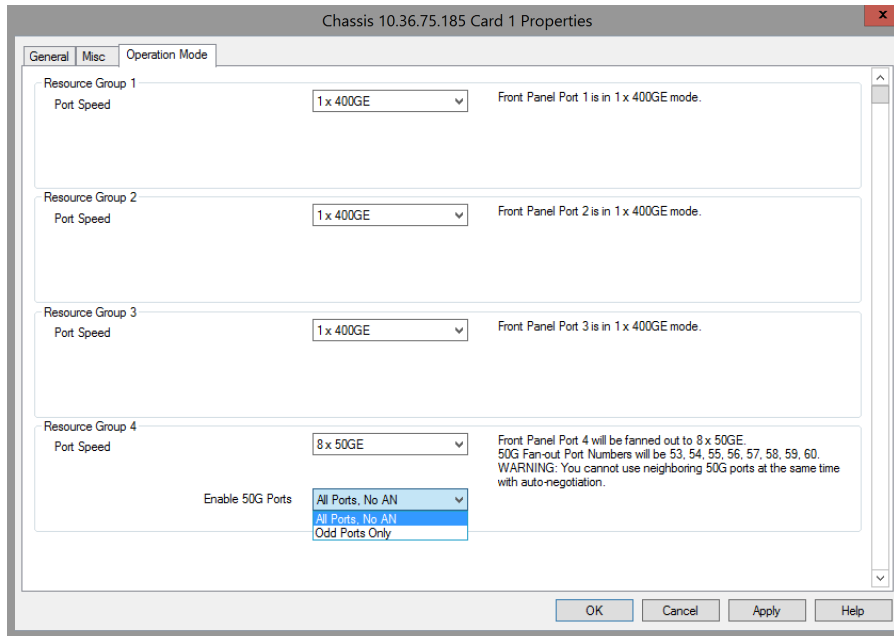 Chassis 10.36.75.185 Card 1 Properties
x
General Misc Operation Mode
Resource Group 1
Port Speed 1 x 400GE Front Panel Port 1 is in 1 x 400GE mode.
Resource Group 2
Port Speed 1 x 400GE Front Panel Port 2 is in 1 x 400GE mode.
Resource Group 3
Port Speed 1 x 400GE Front Panel Port 3 is in 1 x 400GE mode.
Resource Group 4
Port Speed 8 x 50GE Front Panel Port 4 will be fanned out to 8 x 50GE.
50G Fan-out Port Numbers will be 53, 54, 55, 56, 57, 58, 59, 60.
WARNING: You cannot use neighboring 50G ports at the same time
with auto-negotiation.
Enable 50G Ports All Ports, No AN
All Ports, No AN
Odd Ports Only
OK Cancel Apply Help